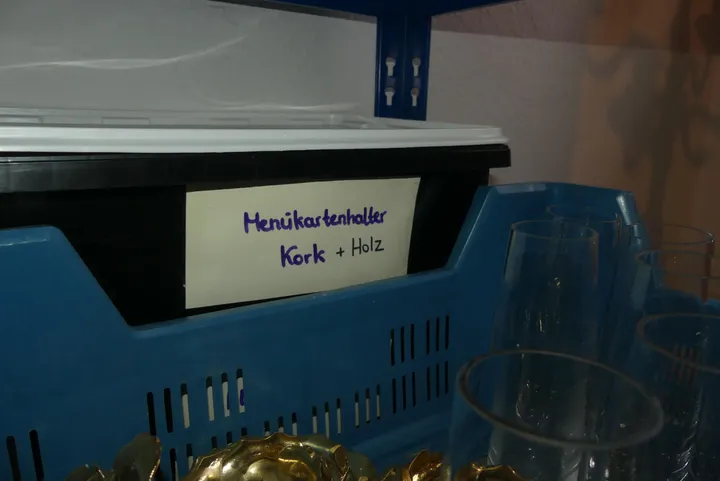 Menükartenhalter
Kork + Holz